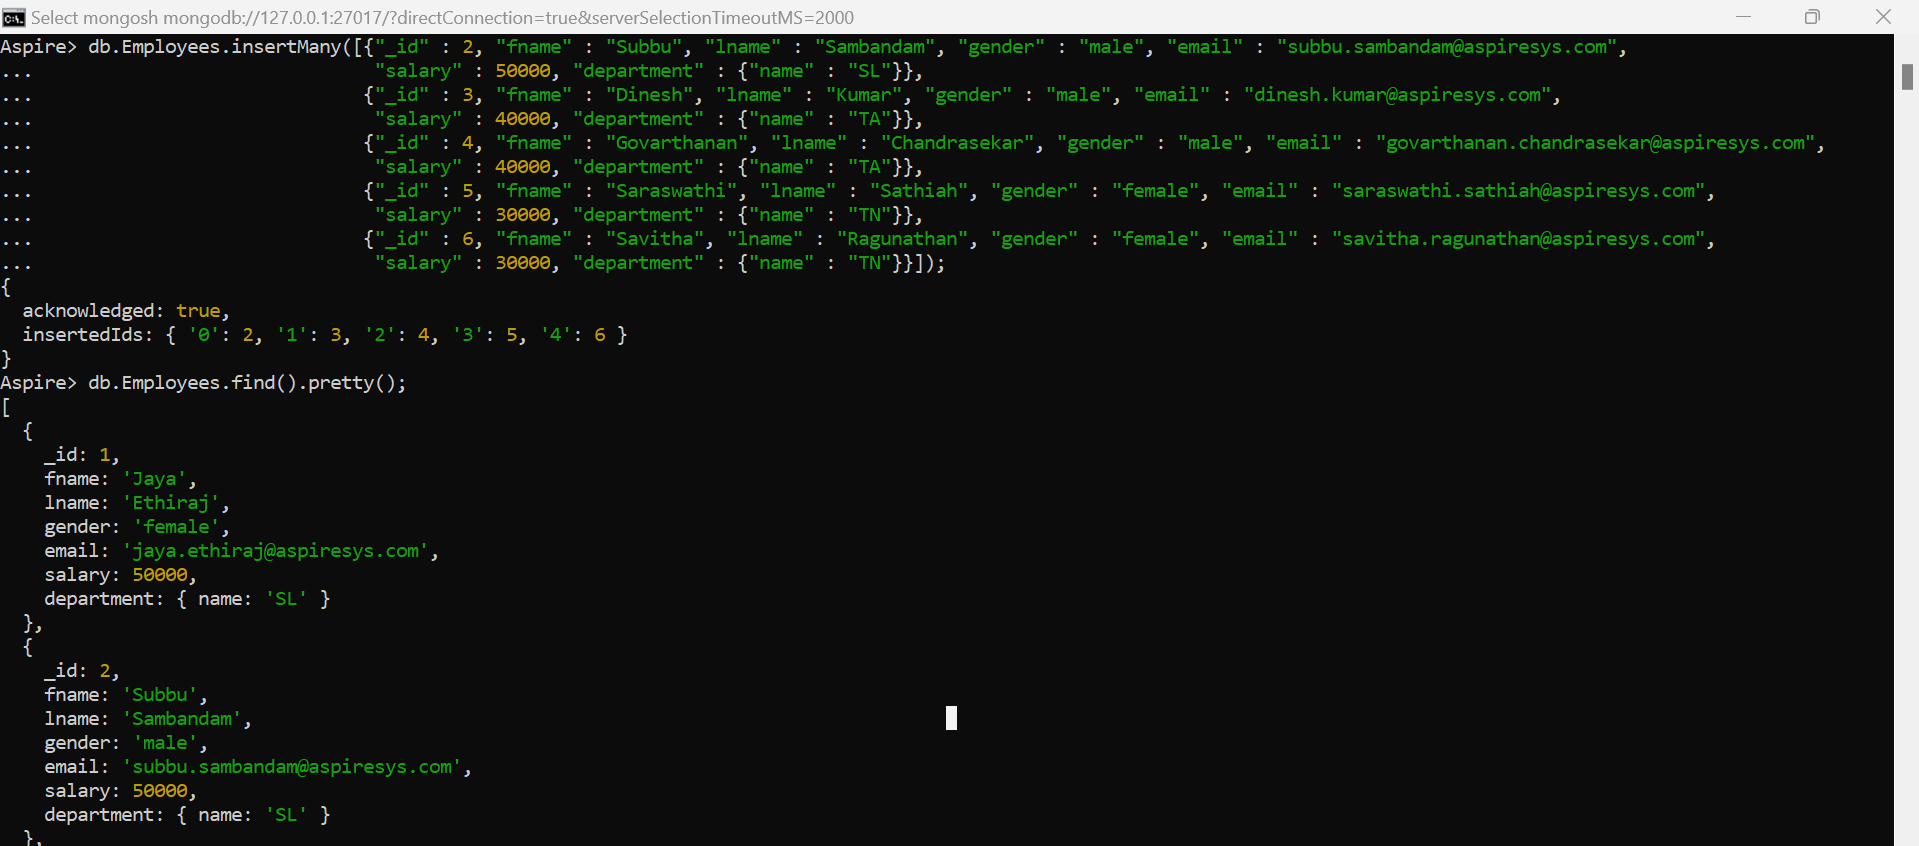 Select mongosh mongodb://127.0.0.1:27017/?directConnection=true&serverSelectionTimeoutMS=2000
Aspire> db.Employees.insertMany([{"_id" : 2, "fname" : "Subbu", "lname" : "Sambandam", "gender" : "male", "email" : "subbu.sambandam@aspiresys.com",
... "salary" : 50000, "department" : {"name" : "SL"}},
... {"_id" : 3, "fname" : "Dinesh", "lname" : "Kumar", "gender" : "male", "email" : "dinesh.kumar@aspiresys.com",
... "salary" : 40000, "department" : {"name" : "TA"}},
... {"_id" : 4, "fname" : "Govarthanan", "lname" : "Chandrasekar", "gender" : "male", "email" : "govarthanan.chandrasekar@aspiresys.com",
... "salary" : 40000, "department" : {"name" : "TA"}},
... {"_id" : 5, "fname" : "Saraswathi", "lname" : "Sathiah", "gender" : "female", "email" : "saraswathi.sathiah@aspiresys.com",
... "salary" : 30000, "department" : {"name" : "TN"}},
... {"_id" : 6, "fname" : "Savitha", "lname" : "Ragunathan", "gender" : "female", "email" : "savitha.ragunathan@aspiresys.com",
... "salary" : 30000, "department" : {"name" : "TN"}}]);
{
acknowledged: true,
insertedIds: { '0': 2, '1': 3, '2': 4, '3': 5, '4': 6 }
}
Aspire> db.Employees.find().pretty();
[
{
_id: 1,
fname: 'Jaya',
lname: 'Ethiraj',
gender: 'female',
email: 'jaya.ethiraj@aspiresys.com',
salary: 50000,
department: { name: 'SL' }
},
{
_id: 2,
fname: 'Subbu',
lname: 'Sambandam',
gender: 'male',
email: 'subbu.sambandam@aspiresys.com',
salary: 50000,
department: { name: 'SL' }
},